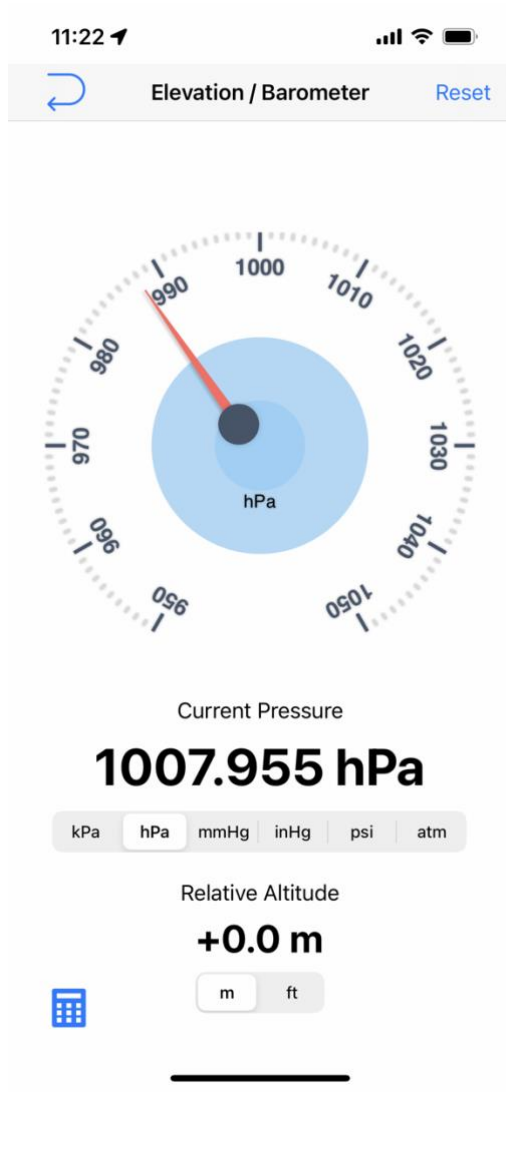 11:22
Elevation / Barometer Reset
1000
990 1010
980 1020
970 1030
hPa
960 1040
950 1050
Current Pressure
1007.955 hPa
kPa hPa mmHg inHg psi atm
Relative Altitude
+0.0 m
m ft